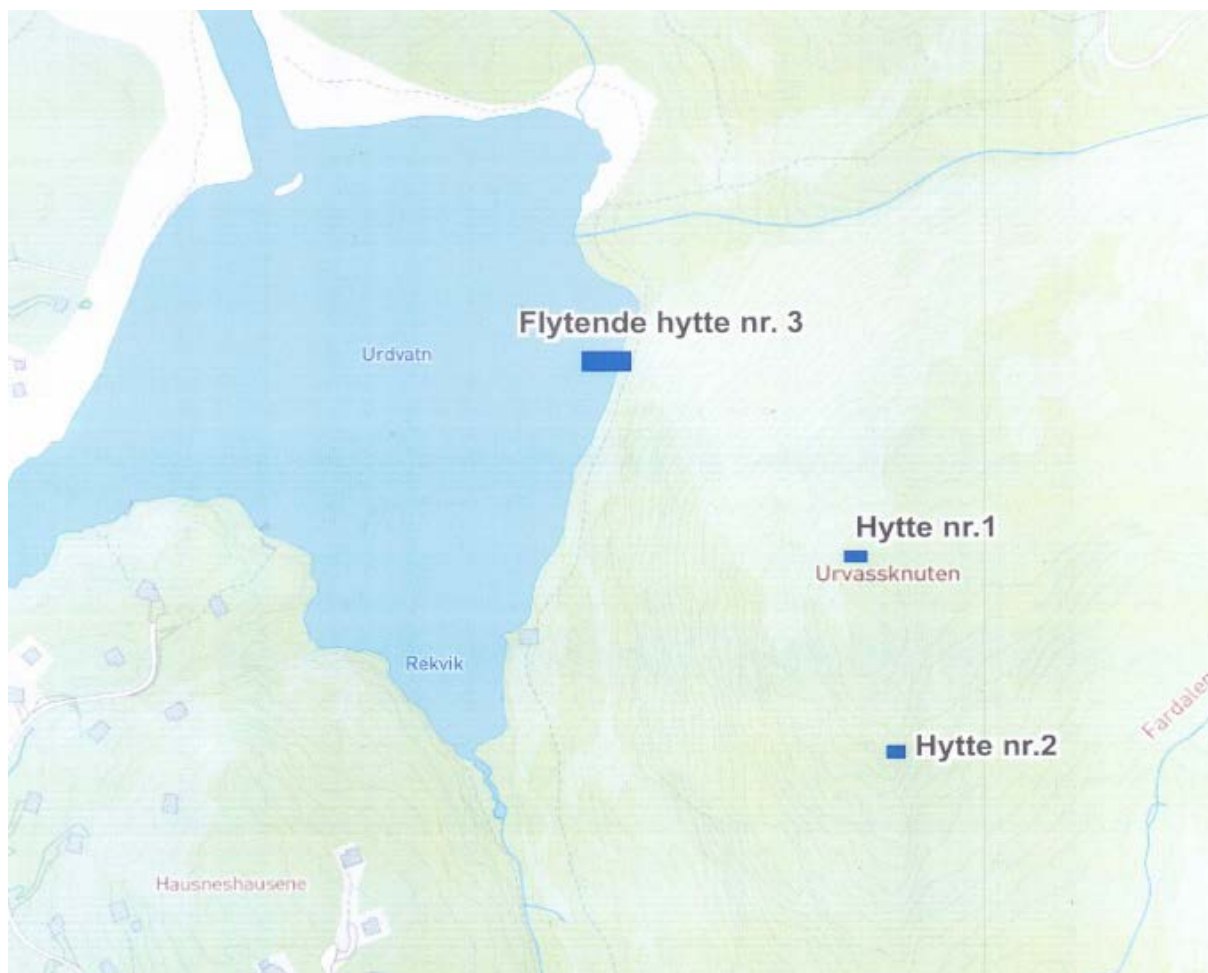 Flytende hytte nr. 3
Urdvatn
Hytte nr.1
Urvassknuten
Rekvik
Fardalen
Hytte nr.2
Hausneshausene